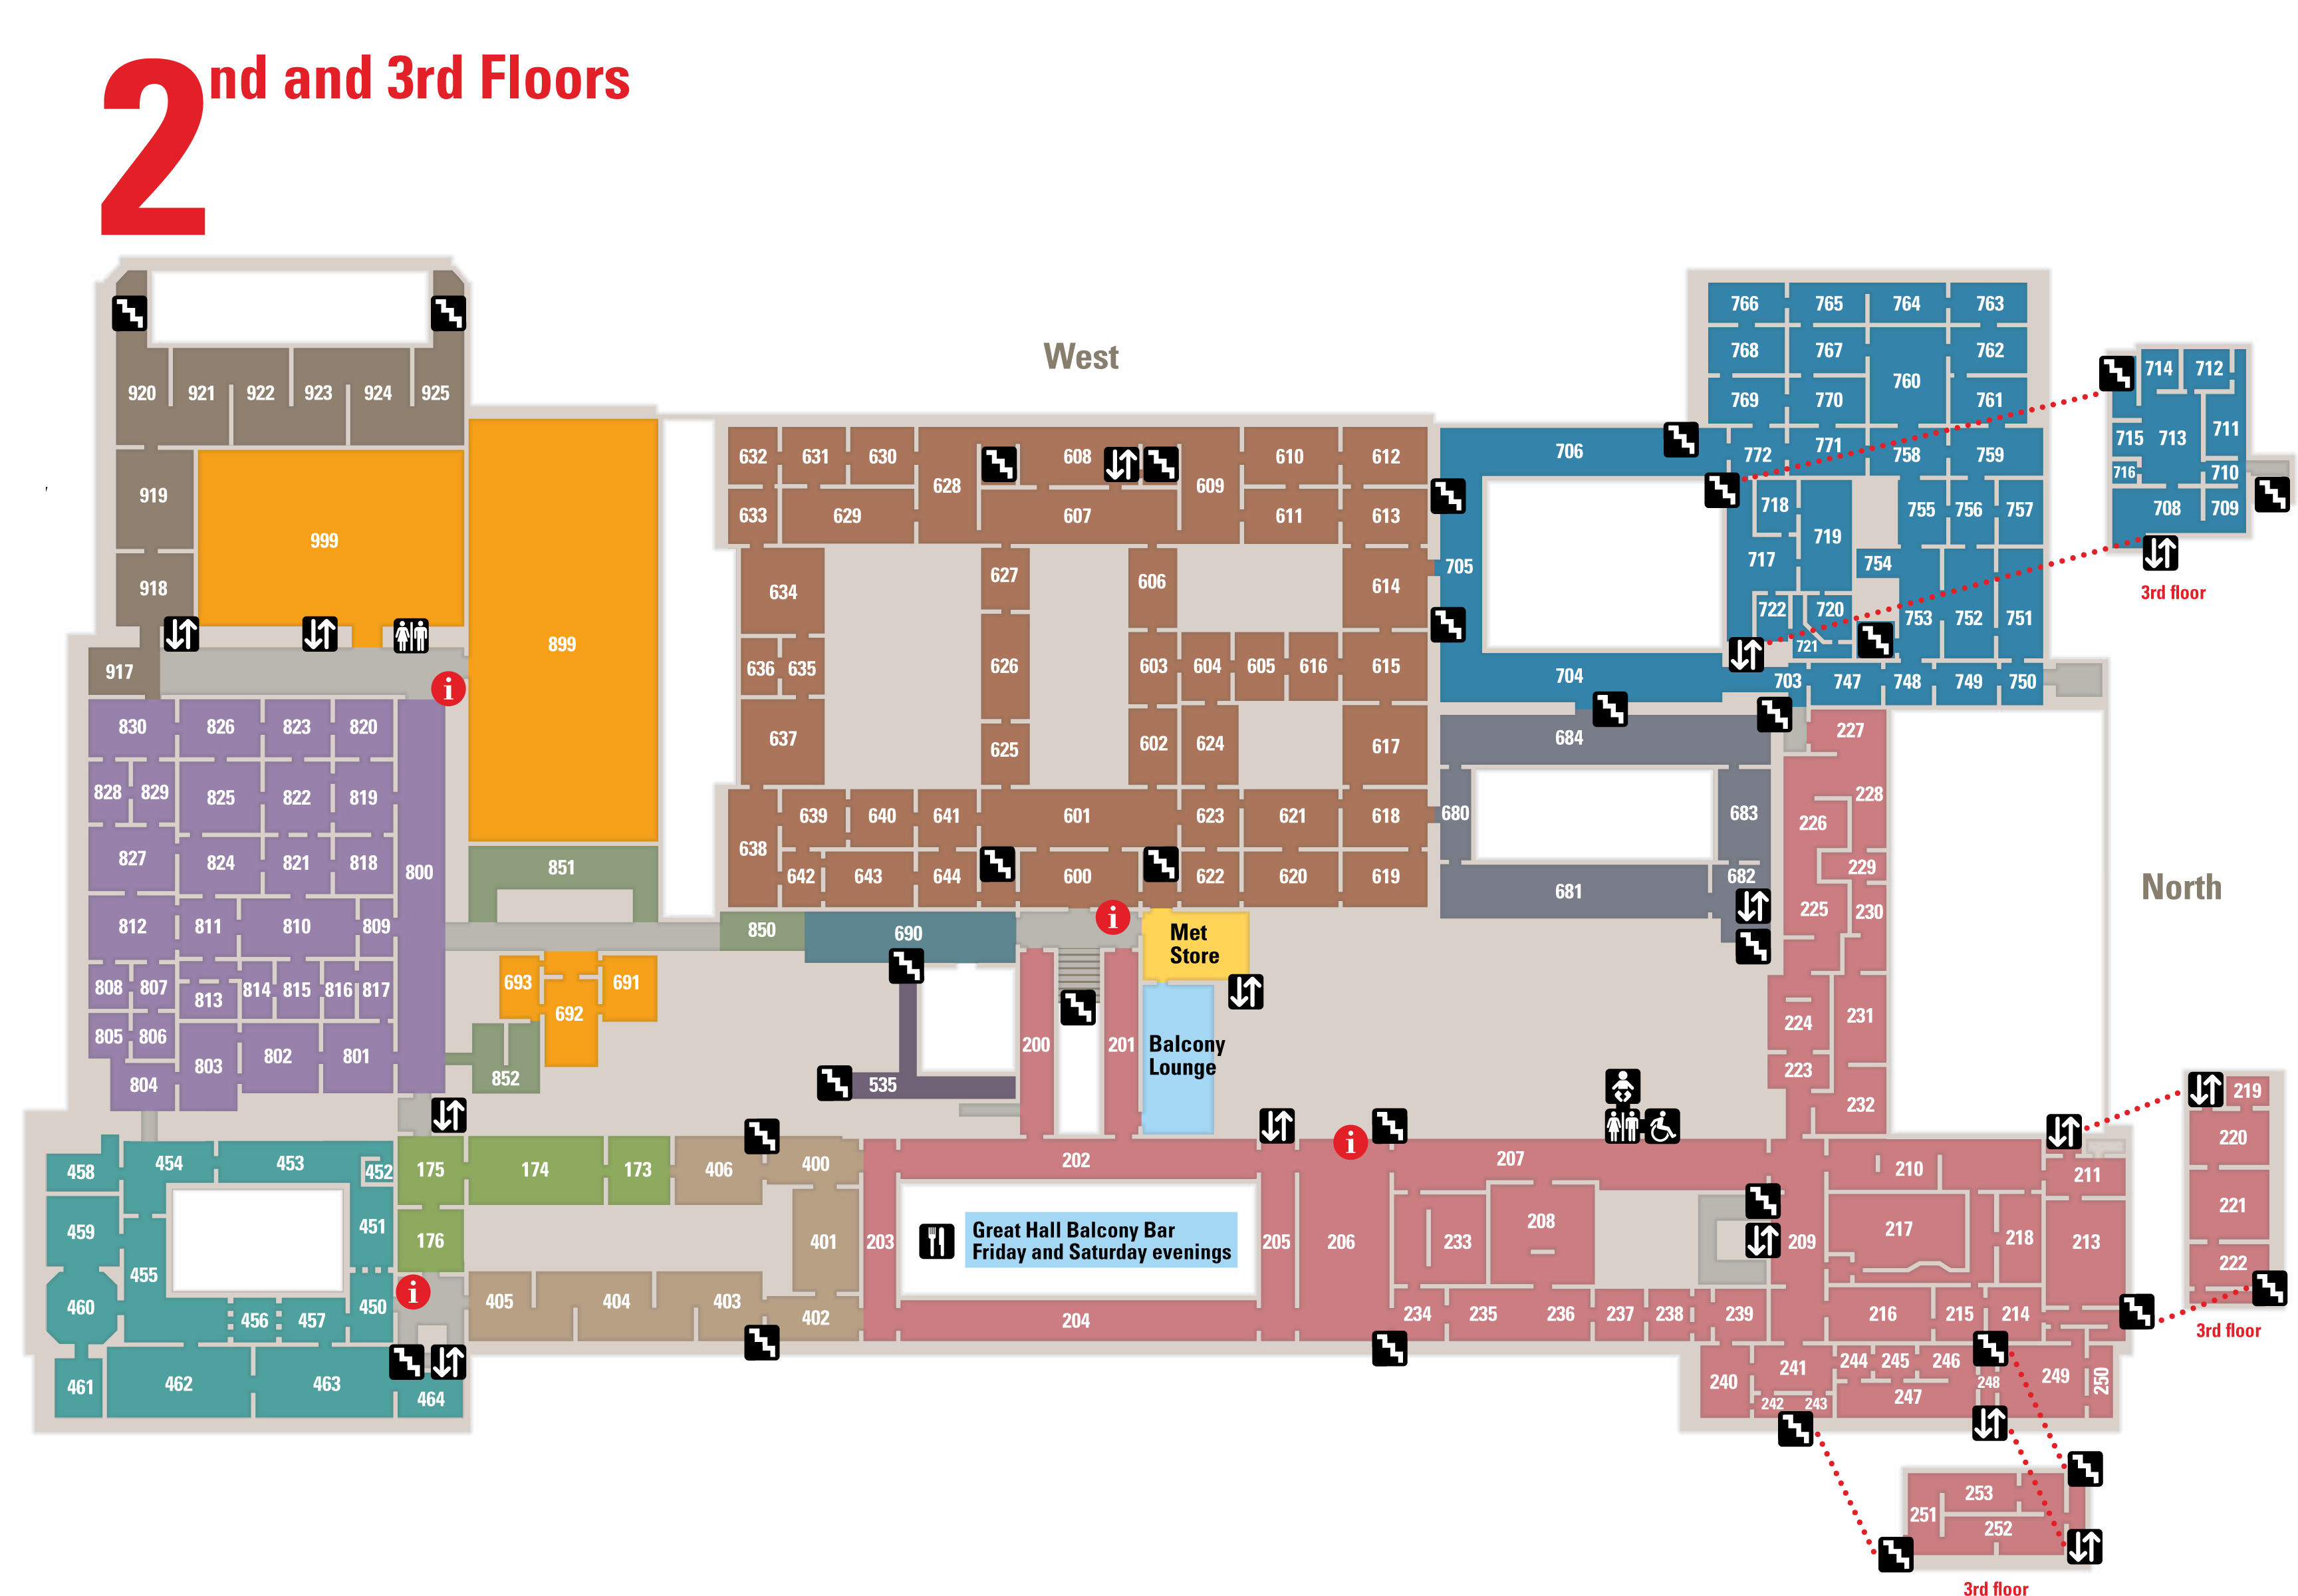 2nd and 3rd Floors
West
766 765 764 763
768 767 762
760
769 770 761
714 712
715 713 711
716 710
708 709
3rd floor
920 921 922 923 924 925
919
999
918
917
899
632 631 630 628 608 609 610 612
633 629 607 611 613
634 627 606 614
636 635 626 603 604 605 616 615
637 625 602 624 617
639 640 641 601 623 621 618
638
642 643 644 600 622 620 619
706 772 771 758 759
705
718 719 755 756 757
717 754
722 720 753 752 751
721
704 703 747 748 749 750
684
680 683
681 682
227
228
226
229
225 230
224 231
223
232
North
830 826 823 820
828 829 825 822 819
827 824 821 818
800
812 811 810 809
808 807 813 814 815 816 817
805 806
804 803 802 801
851
850 690
Met
Store
693 692 691
852
535
200 201
Balcony
Lounge
i
i
i
i
219
220
221
222
3rd floor
458 454 453 452
459 451
455
460 456 457 450
461 462 463 464
175 174 173 406 400
176 401
405 404 403 402
202
203
Great Hall Balcony Bar
Friday and Saturday evenings
205 206
204
207
208
233
234 235 236 237 238 239
209
210 211
217 218 213
216 215 214
240 241 244 245 246 249 250
242 243 247 248
253
251
252
3rd floor